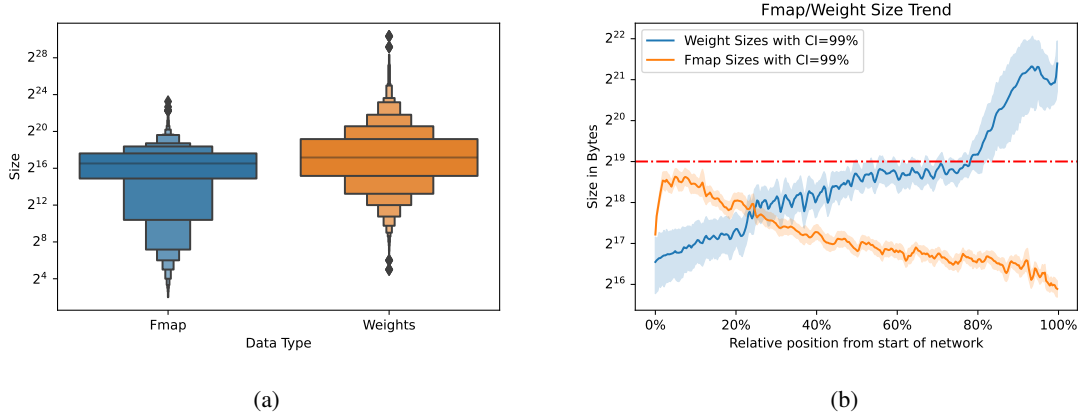 2^28
2^24
2^20
2^16
2^12
2^8
2^4
Size
Fmap
Weights
Data Type
(a)
Fmap/Weight Size Trend
Weight Sizes with CI=99%
Fmap Sizes with CI=99%
2^22
2^21
2^20
2^19
2^18
2^17
2^16
Size in Bytes
0%
20%
40%
60%
80%
100%
Relative position from start of network
(b)